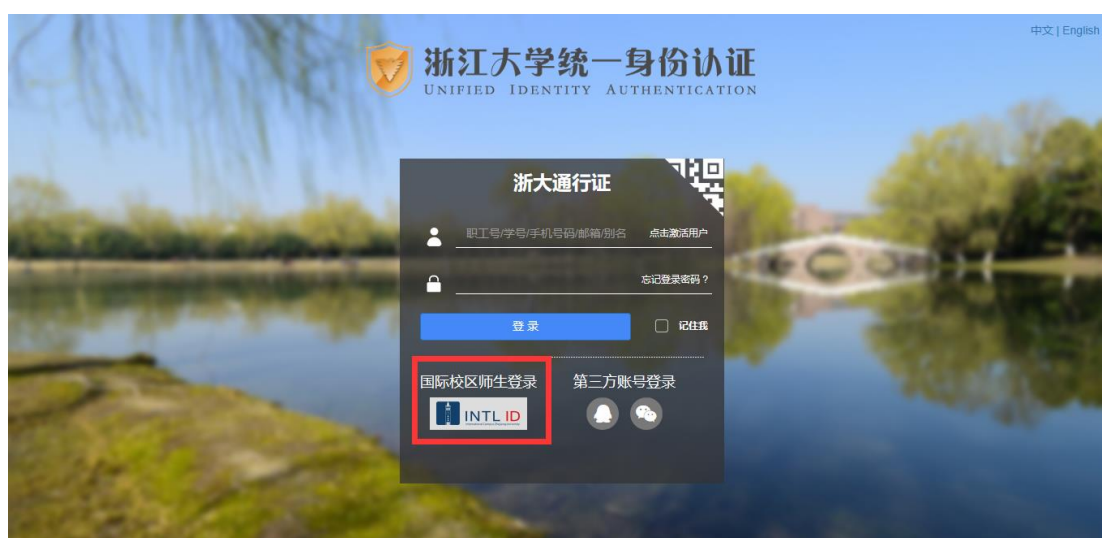 中文 | English
浙江大学统一身份认证
UNIFIED IDENTITY AUTHENTICATION
浙大通行证
职工号/学号/手机号码/邮箱/别名 点击激活用户
忘记登录密码？
登录 记住我
国际校区师生登录 第三方账号登录
INTL ID